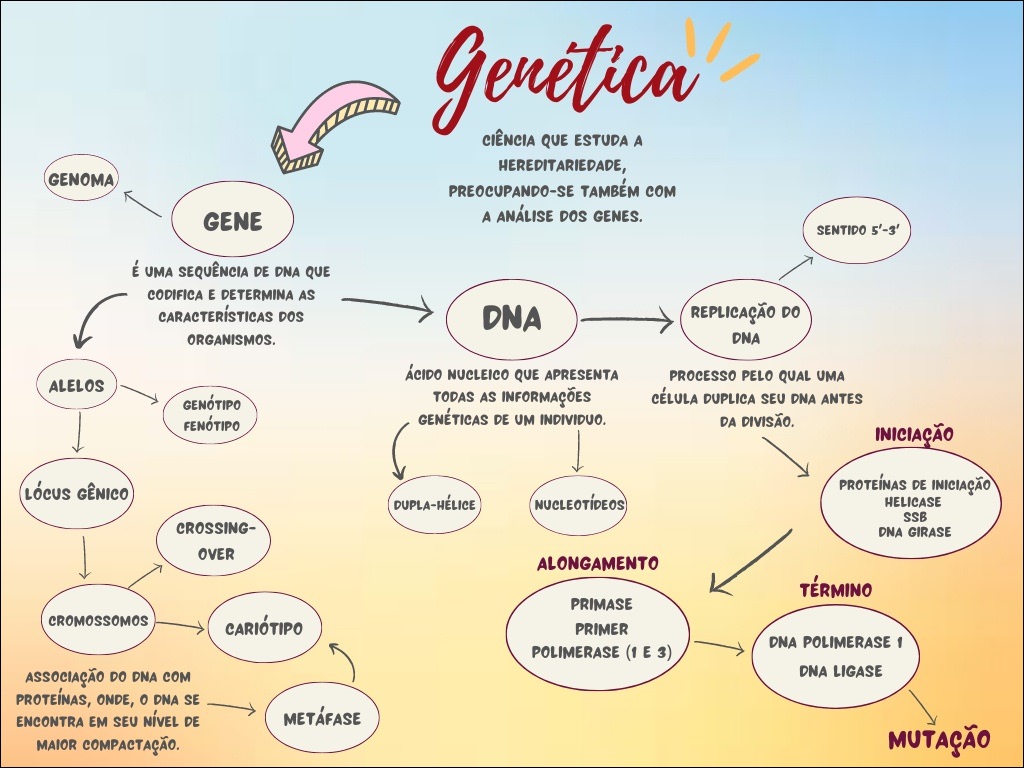 Genética
CIÊNCIA QUE ESTUDA A
HEREDITARIEDADE,
PREOCUPANDO-SE TAMBÉM COM
A ANÁLISE DOS GENES.
GENOMA
GENE
É UMA SEQUÊNCIA DE DNA QUE
CODIFICA E DETERMINA AS
CARACTERÍSTICAS DOS
ORGANISMOS.
ALELOS
GENÓTIPO
FENÓTIPO
LÓCUS GÊNICO
CROSSING-
OVER
CROMOSSOMOS
CARIÓTIPO
ASSOCIAÇÃO DO DNA COM
PROTEÍNAS, ONDE, O DNA SE
ENCONTRA EM SEU NÍVEL DE
MAIOR COMPACTAÇÃO.
METÁFASE
DNA
ÁCIDO NUCLEICO QUE APRESENTA
TODAS AS INFORMAÇÕES
GENÉTICAS DE UM INDIVIDUO.
DUPLA-HÉLICE
NUCLEOTÍDEOS
SENTIDO 5'-3'
REPLICAÇÃO DO
DNA
PROCESSO PELO QUAL UMA
CÉLULA DUPLICA SEU DNA ANTES
DA DIVISÃO.
INICIAÇÃO
PROTEÍNAS DE INICIAÇÃO
HELICASE
SSB
DNA GIRASE
ALONGAMENTO
PRIMASE
PRIMER
POLIMERASE (1 E 3)
TÉRMINO
DNA POLIMERASE 1
DNA LIGASE
MUTAÇÃO